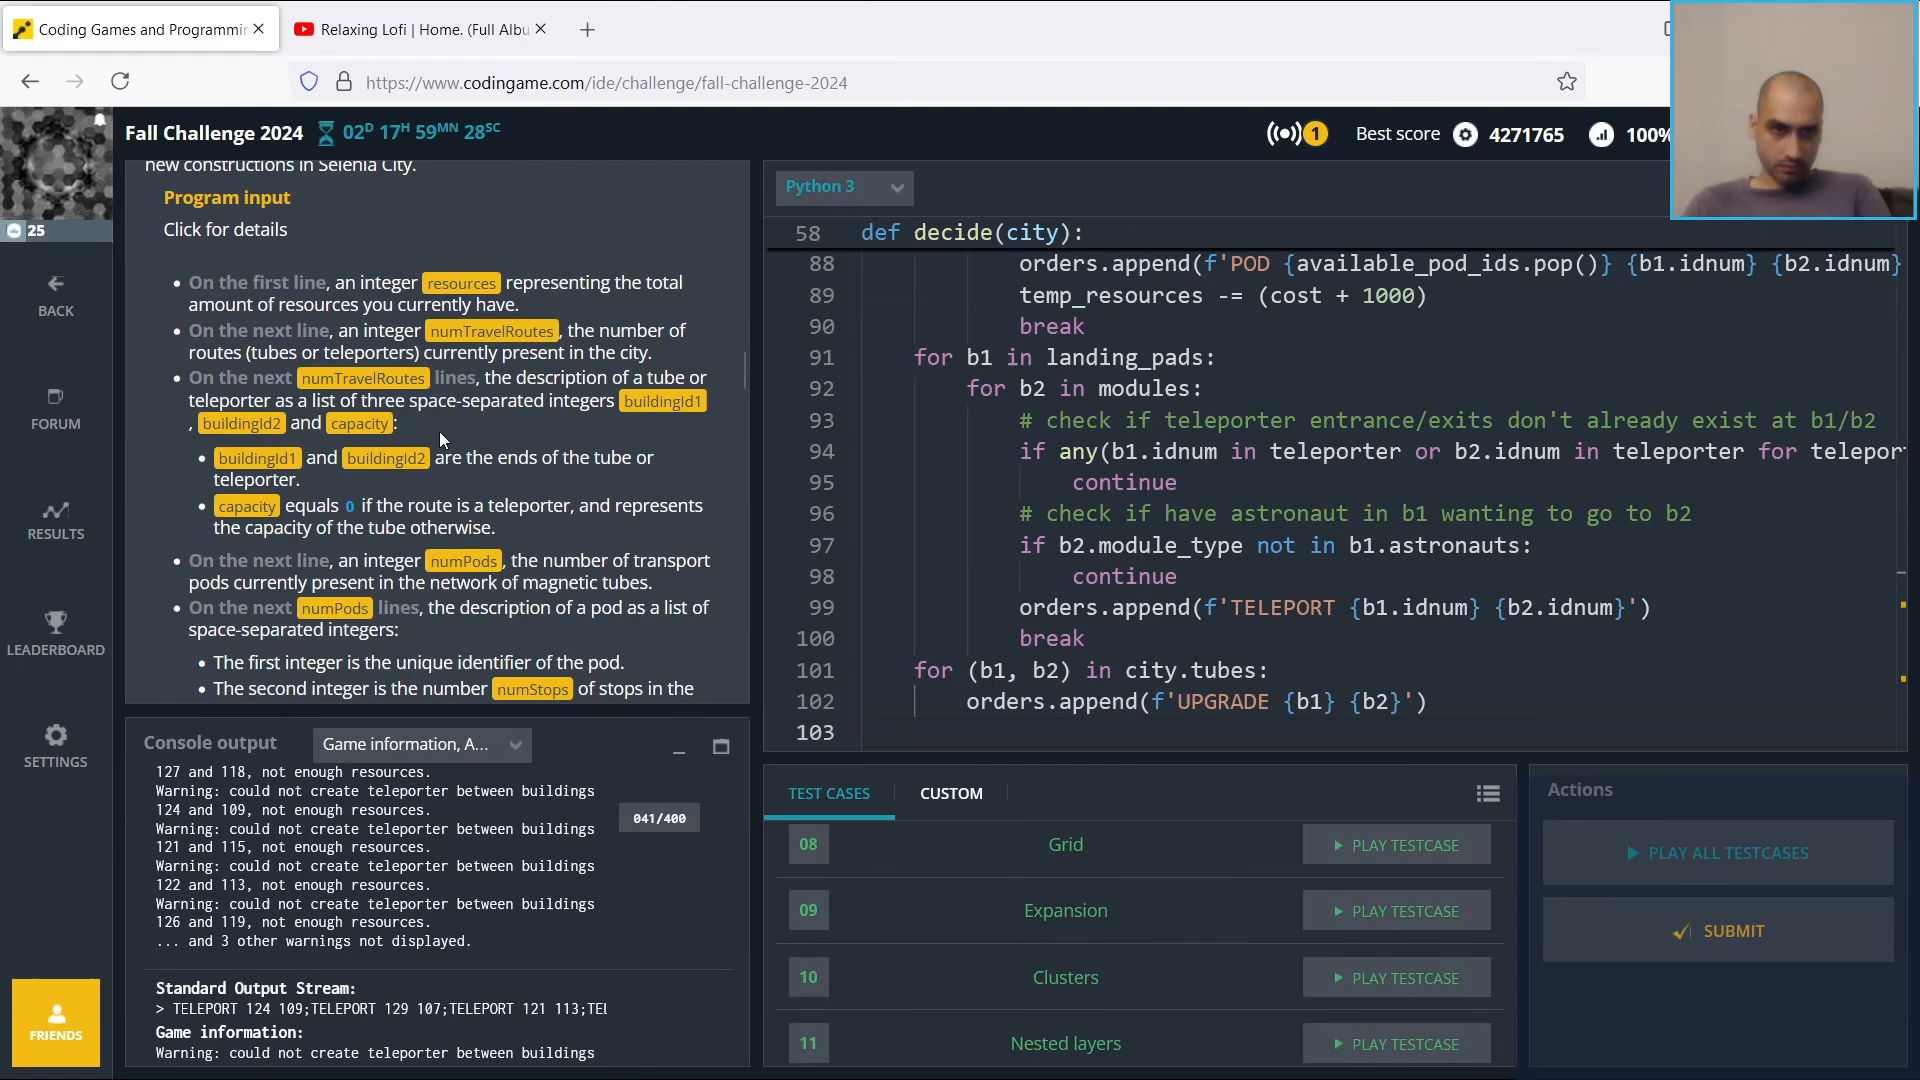 Coding Games and Programmin
Relaxing Lofi | Home. (Full Albu
https://www.codingame.com/ide/challenge/fall-challenge-2024
Fall Challenge 2024
02D 17H 59MN 28SC
1
Best score
4271765
100%
25
BACK
FORUM
RESULTS
LEADERBOARD
SETTINGS
FRIENDS
new constructions in Selenia City.
Program input
Click for details
• On the first line, an integer resources representing the total
amount of resources you currently have.
• On the next line, an integer numTravelRoutes, the number of
routes (tubes or teleporters) currently present in the city.
• On the next numTravelRoutes lines, the description of a tube or
teleporter as a list of three space-separated integers buildingId1
, buildingId2 and capacity:
• buildingId1 and buildingId2 are the ends of the tube or
teleporter.
• capacity equals 0 if the route is a teleporter, and represents
the capacity of the tube otherwise.
• On the next line, an integer numPods, the number of transport
pods currently present in the network of magnetic tubes.
• On the next numPods lines, the description of a pod as a list of
space-separated integers:
• The first integer is the unique identifier of the pod.
• The second integer is the number numStops of stops in the
Console output
Game information, A...
127 and 118, not enough resources.
Warning: could not create teleporter between buildings
124 and 109, not enough resources.
Warning: could not create teleporter between buildings
121 and 115, not enough resources.
Warning: could not create teleporter between buildings
122 and 113, not enough resources.
Warning: could not create teleporter between buildings
126 and 119, not enough resources.
... and 3 other warnings not displayed.
041/400
Standard Output Stream:
> TELEPORT 124 109;TELEPORT 129 107;TELEPORT 121 113;TEL
Game information:
Warning: could not create teleporter between buildings
Python 3
58 def decide(city):
88 orders.append(f'POD {available_pod_ids.pop()} {b1.idnum} {b2.idnum}
89 temp_resources -= (cost + 1000)
90 break
91 for b1 in landing_pads:
92 for b2 in modules:
93 # check if teleporter entrance/exits don't already exist at b1/b2
94 if any(b1.idnum in teleporter or b2.idnum in teleporter for telepor
95 continue
96 # check if have astronaut in b1 wanting to go to b2
97 if b2.module_type not in b1.astronauts:
98 continue
99 orders.append(f'TELEPORT {b1.idnum} {b2.idnum}')
100 break
101 for (b1, b2) in city.tubes:
102 orders.append(f'UPGRADE {b1} {b2}')
103
TEST CASES
CUSTOM
08 Grid PLAY TESTCASE
09 Expansion PLAY TESTCASE
10 Clusters PLAY TESTCASE
11 Nested layers PLAY TESTCASE
Actions
PLAY ALL TESTCASES
SUBMIT